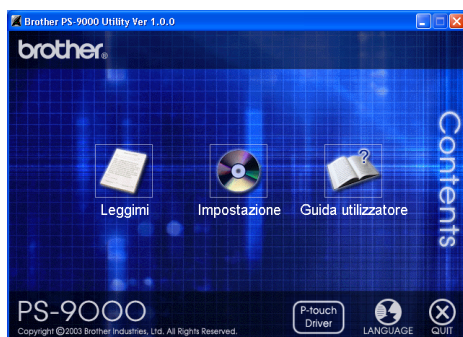 Brother PS-9000 Utility Ver 1.0.0
brother®
Contents
Leggimi
Impostazione
Guida utilizzatore
PS-9000
Copyright ©2003 Brother Industries, Ltd. All Rights Reserved.
P-touch
Driver
LANGUAGE
QUIT